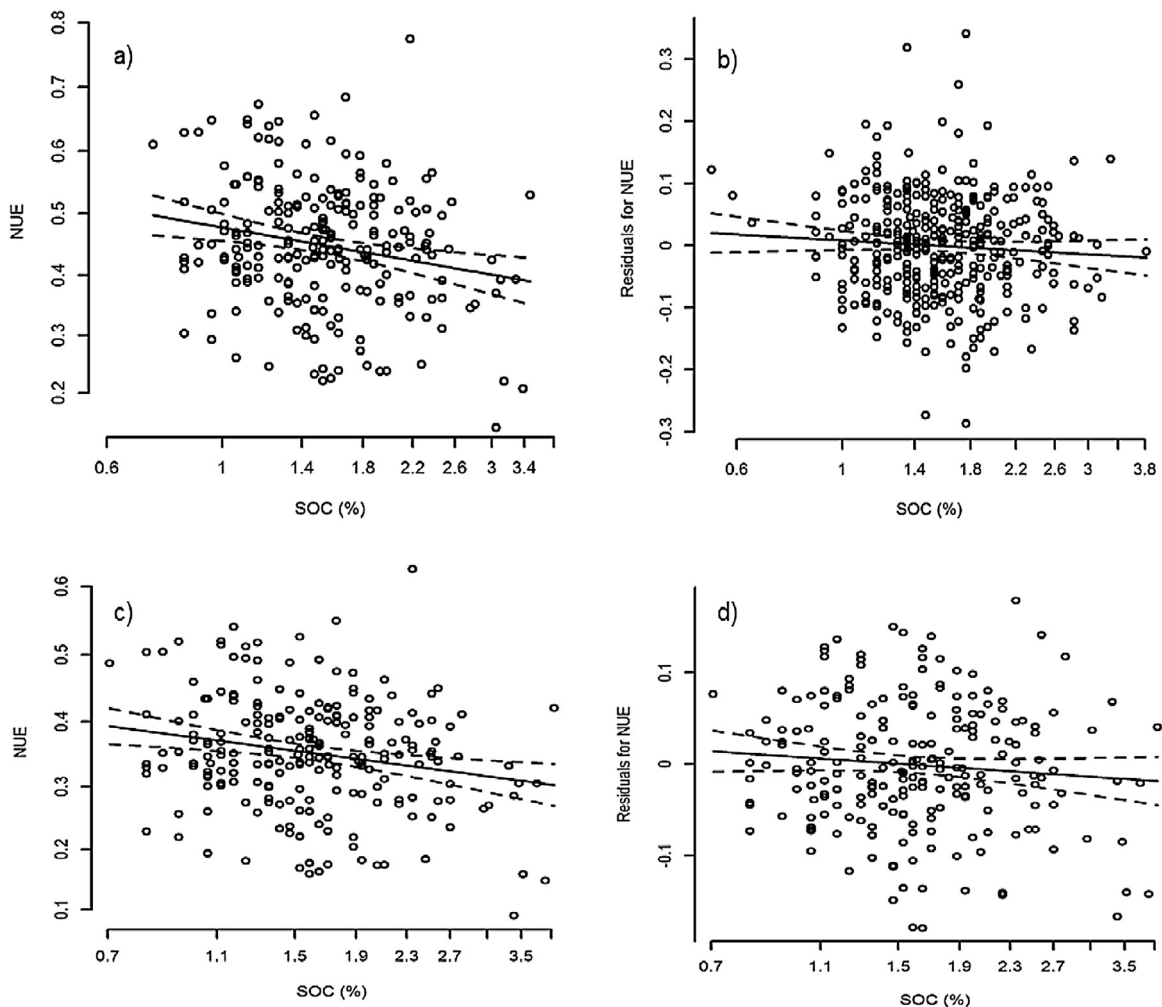 a)
NUE
0.8
0.7
0.6
0.5
0.4
0.3
0.2
0.6 1 1.4 1.8 2.2 2.6 3 3.4
SOC (%)
b)
Residuals for NUE
0.3
0.2
0.1
0
-0.1
-0.2
-0.3
0.6 1 1.4 1.8 2.2 2.6 3 3.8
SOC (%)
c)
NUE
0.6
0.5
0.4
0.3
0.2
0.1
0.7 1.1 1.5 1.9 2.3 2.7 3.5
SOC (%)
d)
Residuals for NUE
0.1
0
-0.1
0.7 1.1 1.5 1.9 2.3 2.7 3.5
SOC (%)